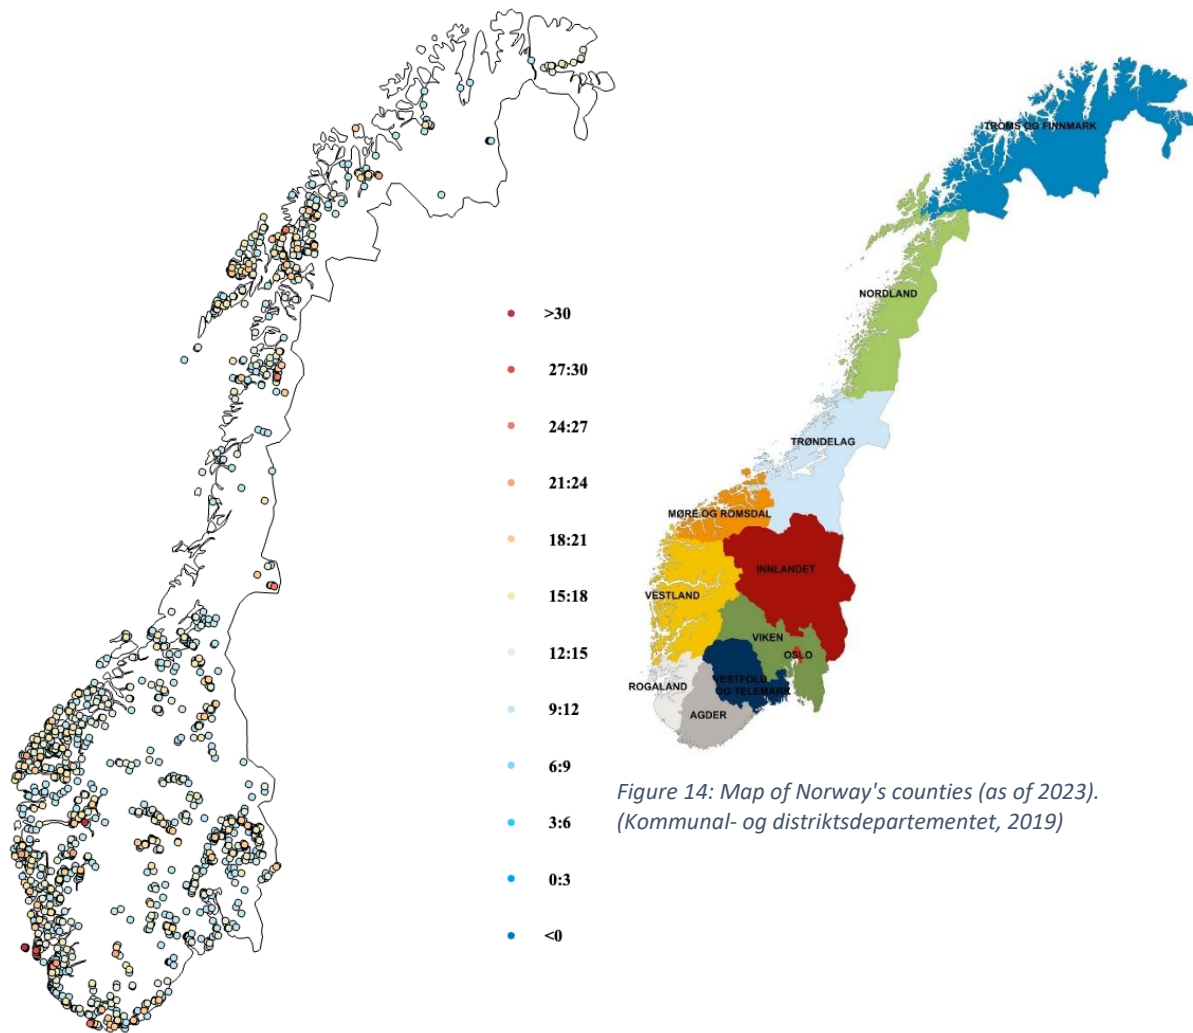 >30
27:30
24:27
21:24
18:21
15:18
12:15
9:12
6:9
3:6
0:3
<0
TROMS OG FINNMARK
NORDLAND
TRØNDELAG
MØRE OG ROMSDAL
INNLANDET
VESTLAND
VIKEN
OSLO
VESTFOLD
OG TELEMARK
ROGALAND
AGDER
Figure 14: Map of Norway's counties (as of 2023).
(Kommunal- og distriktsdepartementet, 2019)